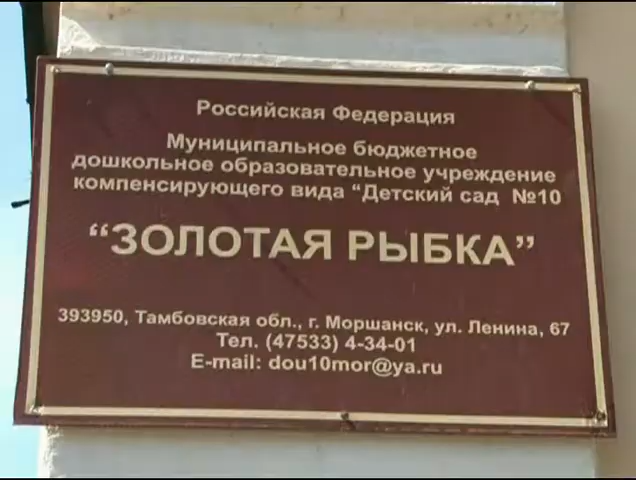 Российская Федерация
Муниципальное бюджетное
дошкольное образовательное учреждение
компенсирующего вида “Детский сад №10
“ЗОЛОТАЯ РЫБКА”
393950, Тамбовская обл., г. Моршанск, ул. Ленина, 67
Тел. (47533) 4-34-01
E-mail: dou10mor@ya.ru